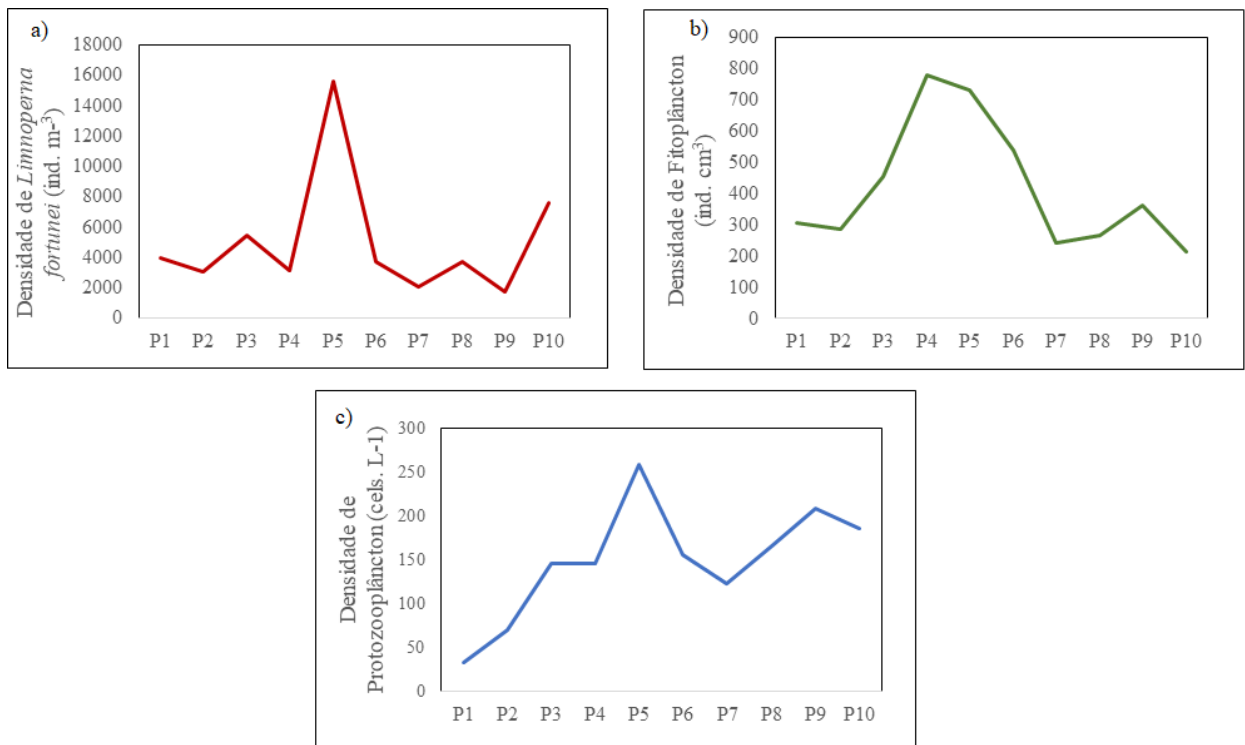 a)
Densidade de Limnoperna
fortunei (ind. m-³)
18000
16000
14000
12000
10000
8000
6000
4000
2000
0
P1 P2 P3 P4 P5 P6 P7 P8 P9 P10
b)
Densidade de Fitoplâncton
(ind. cm³)
900
800
700
600
500
400
300
200
100
0
P1 P2 P3 P4 P5 P6 P7 P8 P9 P10
c)
Densidade de
Protozooplâncton (cels. L-1)
300
250
200
150
100
50
0
P1 P2 P3 P4 P5 P6 P7 P8 P9 P10